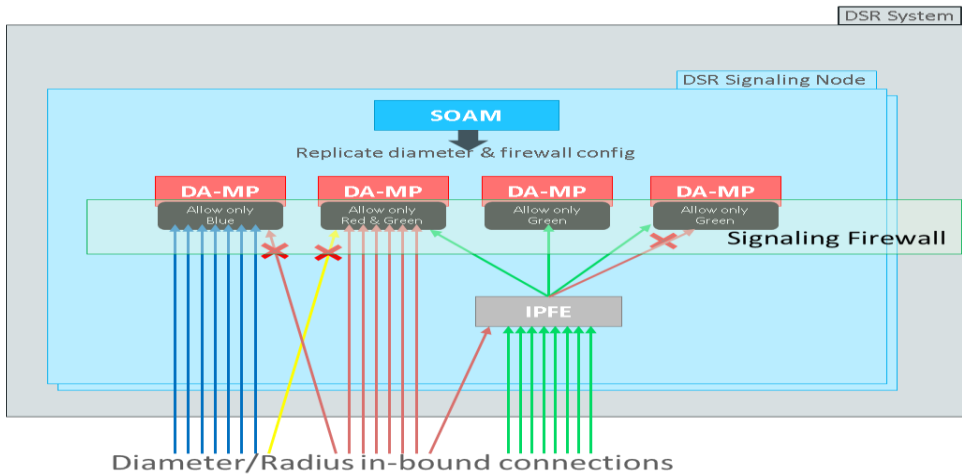 DSR System
DSR Signaling Node
SOAM
Replicate diameter & firewall config
DA-MP
DA-MP
DA-MP
DA-MP
Allow only
Blue
Allow only
Red & Green
Allow only
Green
Allow only
Green
Signaling Firewall
IPFE
Diameter/Radius in-bound connections